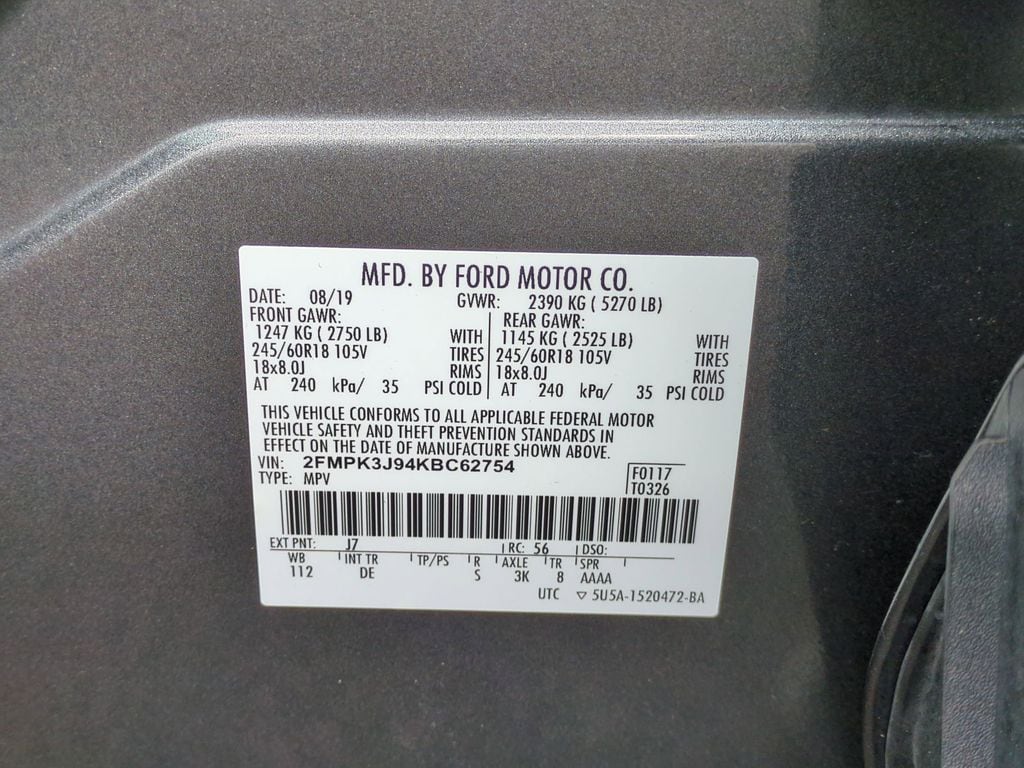 MFD. BY FORD MOTOR CO.
DATE: 08/19 GVWR: 2390 KG ( 5270 LB)
FRONT GAWR: REAR GAWR:
1247 KG ( 2750 LB) WITH 1145 KG ( 2525 LB) WITH
245/60R18 105V TIRES 245/60R18 105V TIRES
18x8.0J RIMS 18x8.0J RIMS
AT 240 kPa/ 35 PSI COLD AT 240 kPa/ 35 PSI COLD
THIS VEHICLE CONFORMS TO ALL APPLICABLE FEDERAL MOTOR
VEHICLE SAFETY AND THEFT PREVENTION STANDARDS IN
EFFECT ON THE DATE OF MANUFACTURE SHOWN ABOVE.
VIN: 2FMPK3J94KBC62754 F0117
TYPE: MPV T0326
EXT PNT: J7 RC: 56 DSO:
WB INT TR TP/PS R AXLE TR SPR
112 DE S 3K 8 AAAA
UTC ▽ 5U5A-1520472-BA